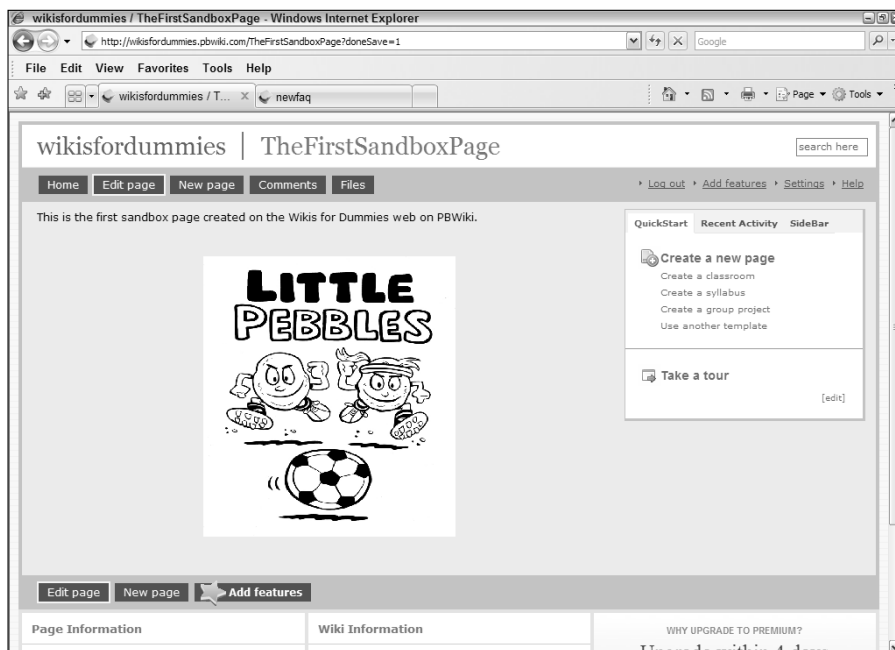 wikisfordummies / TheFirstSandboxPage - Windows Internet Explorer
http://wikisfordummies.pbwiki.com/TheFirstSandboxPage?doneSave=1
Google
File Edit View Favorites Tools Help
wikisfordummies / T... newfaq
Page Tools
wikisfordummies | TheFirstSandboxPage
search here
Home Edit page New page Comments Files
Log out Add features Settings Help
This is the first sandbox page created on the Wikis for Dummies web on PBWiki.
QuickStart Recent Activity SideBar
LITTLE
PEBBLES
Create a new page
Create a classroom
Create a syllabus
Create a group project
Use another template
Take a tour
[edit]
Edit page New page Add features
Page Information
Wiki Information
WHY UPGRADE TO PREMIUM?
Upgrade within 4 days